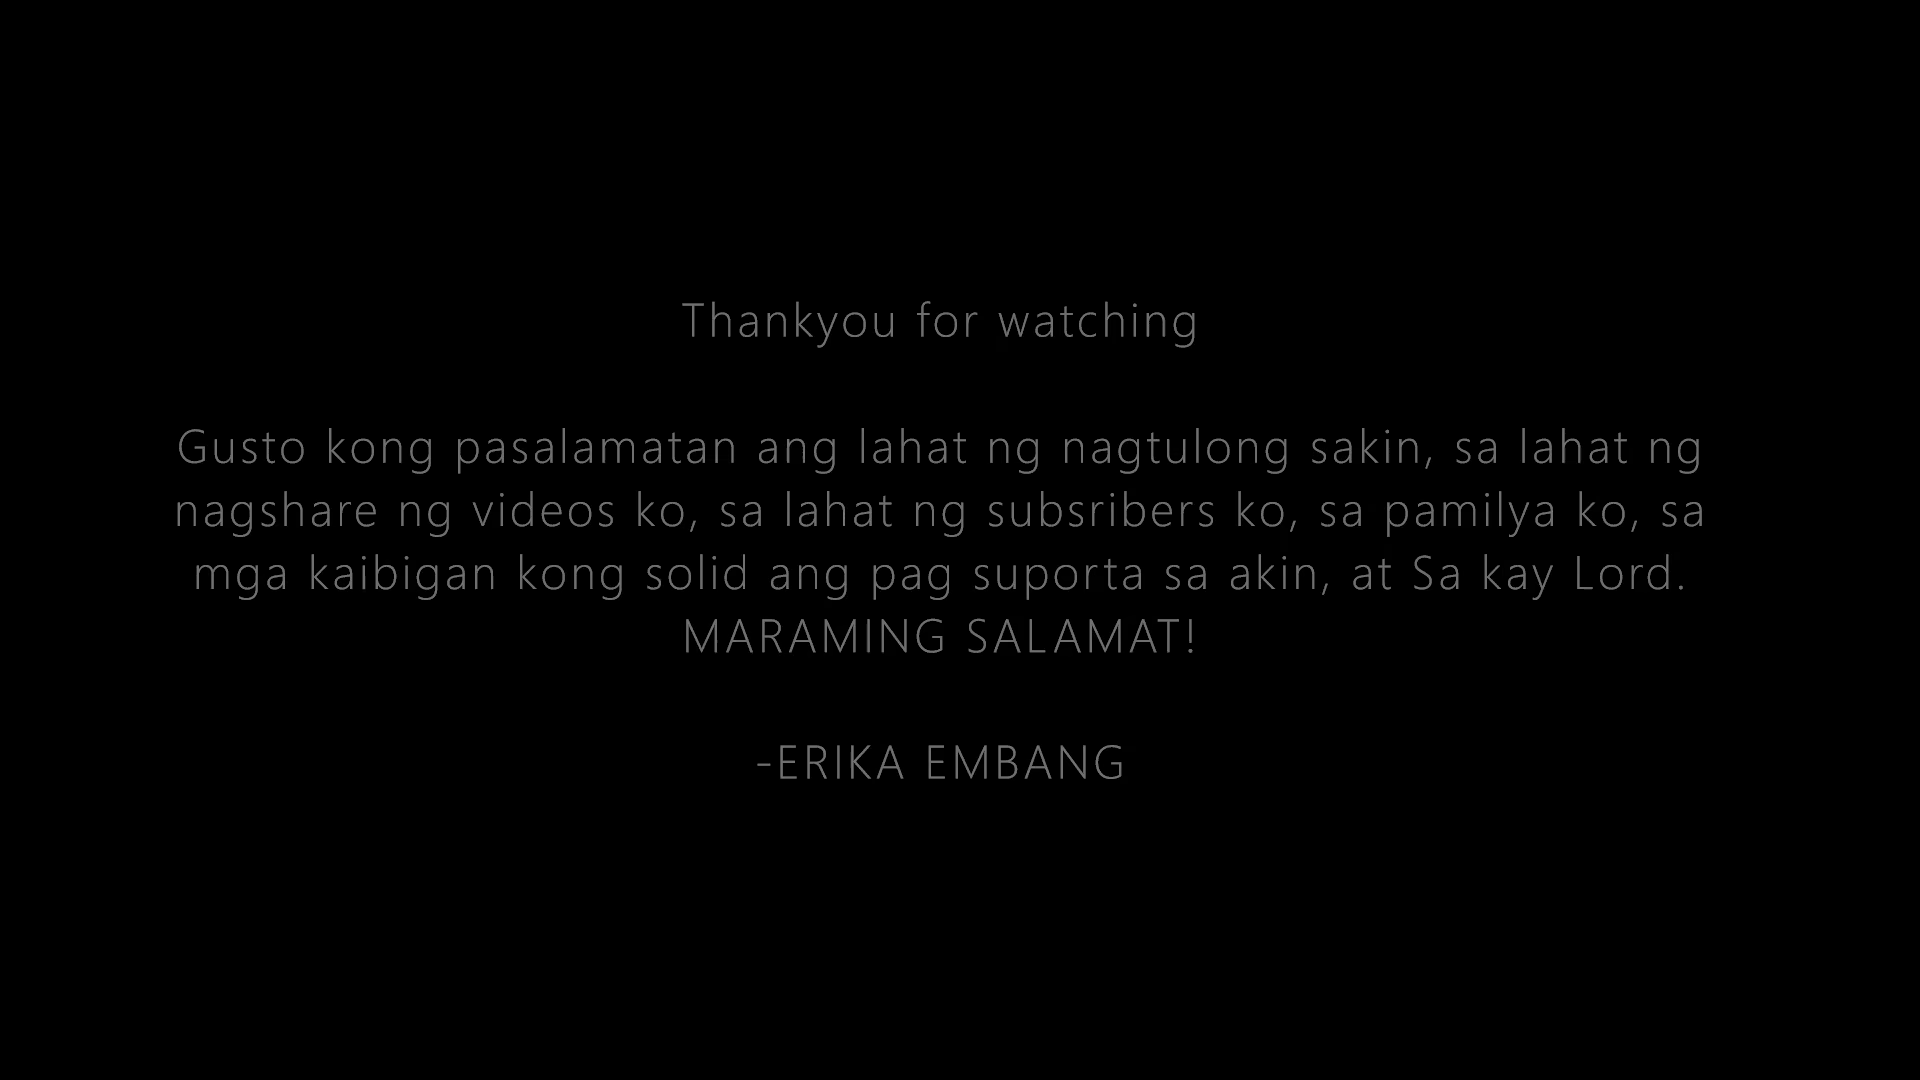 Thankyou for watching
Gusto kong pasalamatan ang lahat ng nagtulong sakin, sa lahat ng
nagshare ng videos ko, sa lahat ng subsribers ko, sa pamilya ko, sa
mga kaibigan kong solid ang pag suporta sa akin, at Sa kay Lord.
MARAMING SALAMAT!
-ERIKA EMBANG